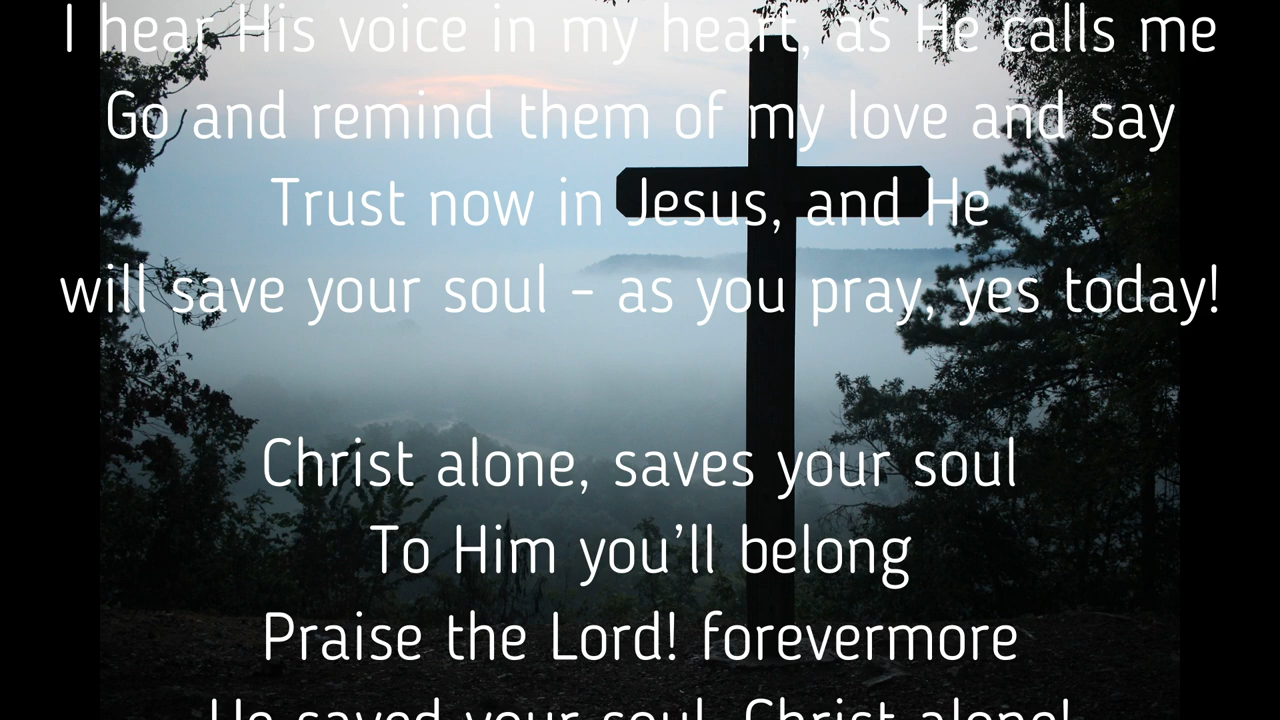 I hear His voice in my heart, as He calls me
Go and remind them of my love and say
Trust now in Jesus, and He
will save your soul - as you pray, yes today!
Christ alone, saves your soul
To Him you'll belong
Praise the Lord! forevermore
He saved your soul, Christ alone!